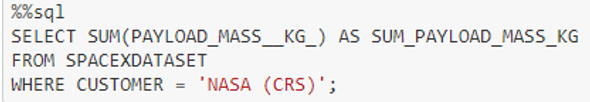 %%sql
SELECT SUM(PAYLOAD_MASS__KG_) AS SUM_PAYLOAD_MASS_KG
FROM SPACEXDATASET
WHERE CUSTOMER = 'NASA (CRS)';